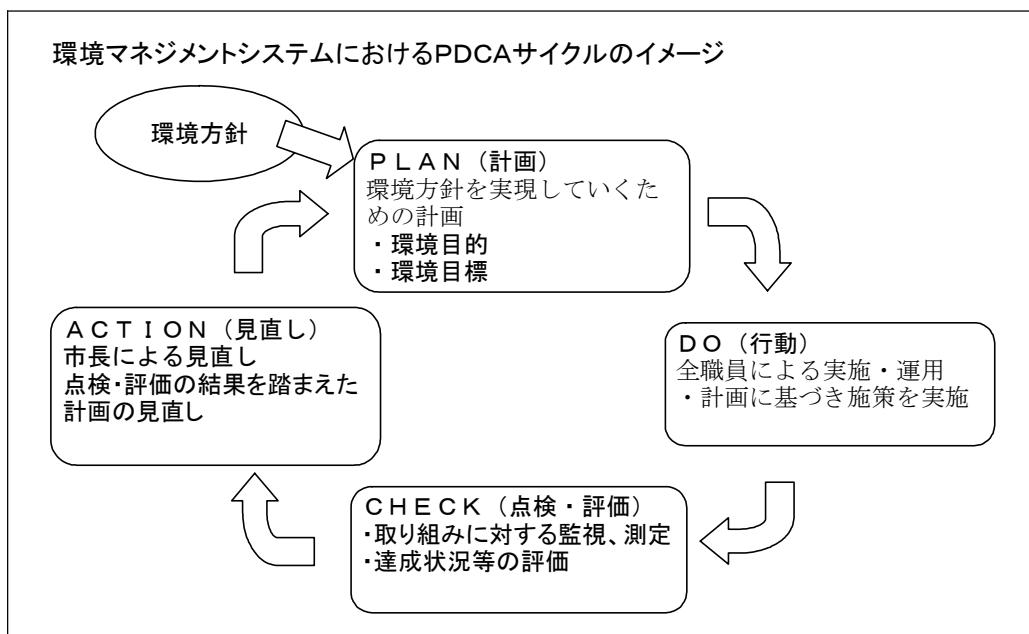 環境マネジメントシステムにおけるPDCAサイクルのイメージ
環境方針
ＰＬＡＮ（計画）
環境方針を実現していくた
めの計画
・環境目的
・環境目標
ＤＯ（行動）
全職員による実施・運用
・計画に基づき施策を実施
ＣＨＥＣＫ（点検・評価）
・取り組みに対する監視、測定
・達成状況等の評価
ＡＣＴＩＯＮ（見直し）
市長による見直し
点検・評価の結果を踏まえた
計画の見直し